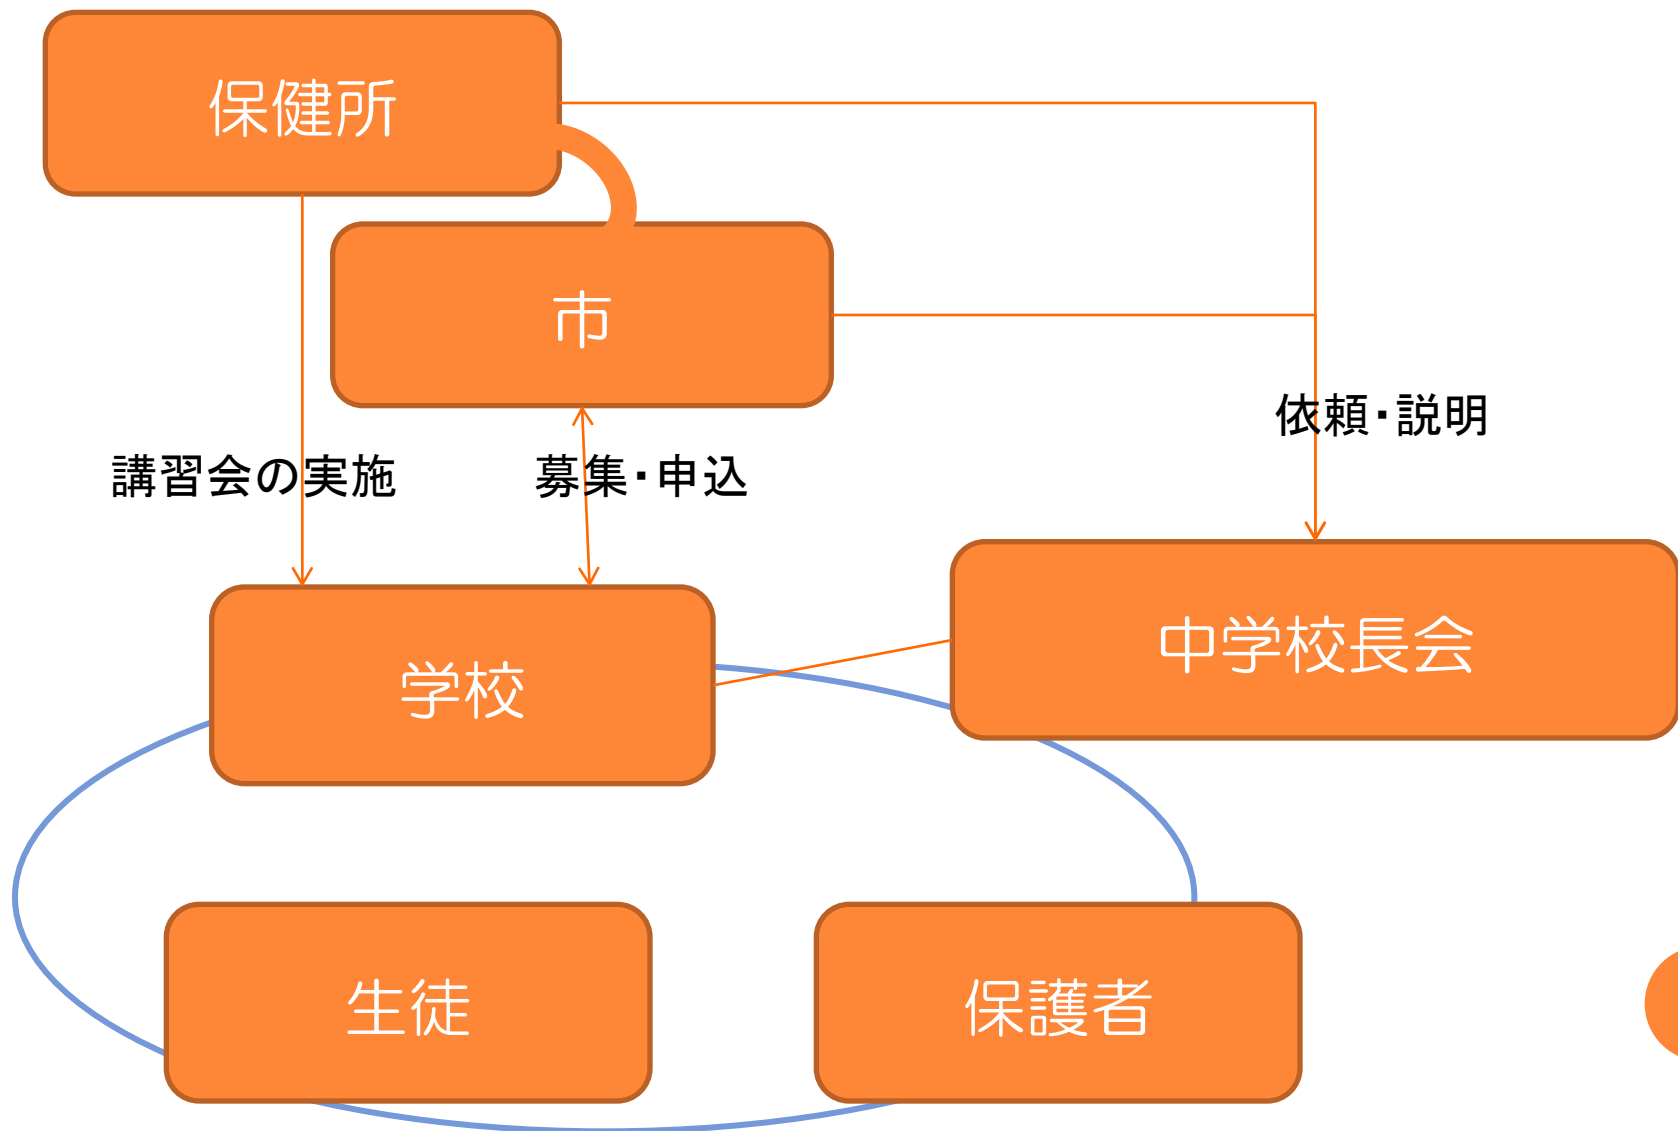 保健所
市
依頼・説明
講習会の実施
募集・申込
学校
中学校長会
生徒
保護者